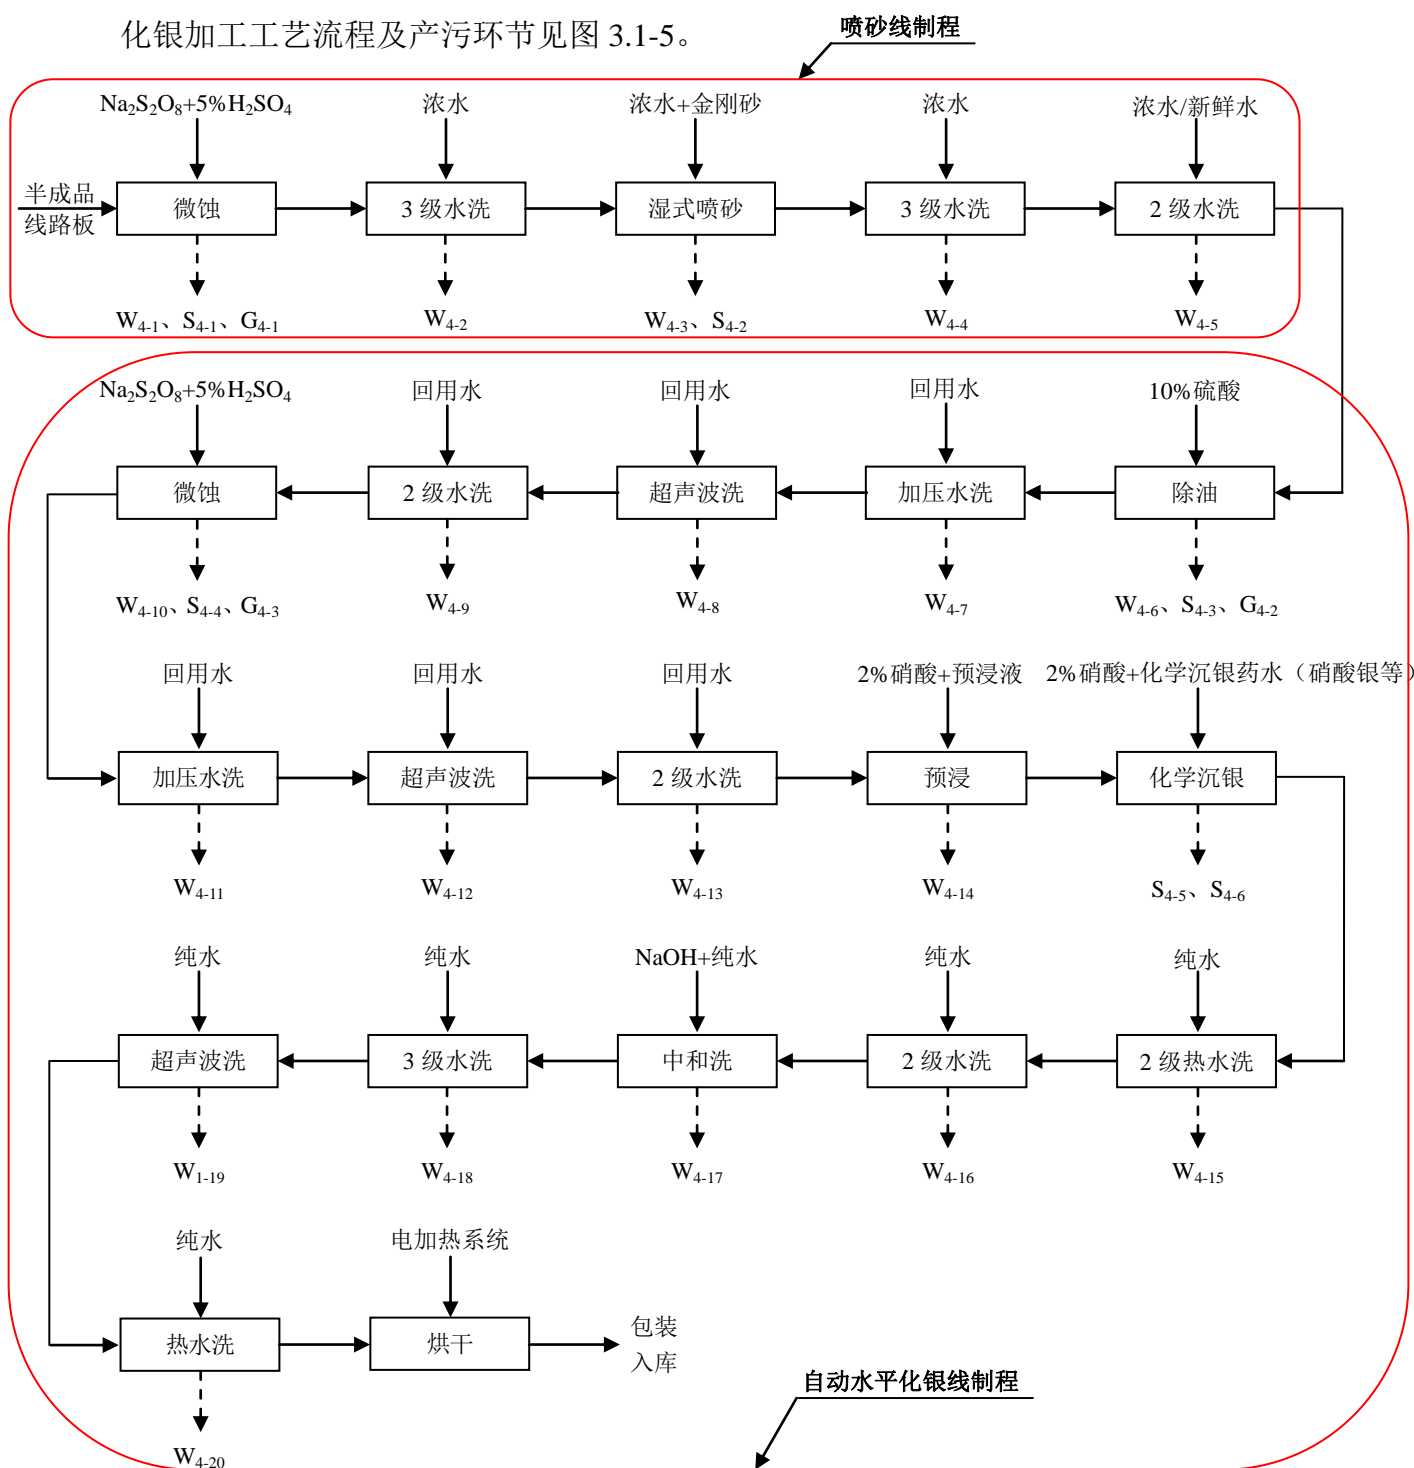 化银加工工艺流程及产污环节见图 3.1-5。
喷砂线制程
Na₂S₂O₈+5%H₂SO₄
浓水
浓水+金刚砂
浓水
浓水/新鲜水
半成品
线路板
微蚀
3 级水洗
湿式喷砂
3 级水洗
2 级水洗
W₄₋₁、S₄₋₁、G₄₋₁
W₄₋₂
W₄₋₃、S₄₋₂
W₄₋₄
W₄₋₅
Na₂S₂O₈+5%H₂SO₄
回用水
回用水
回用水
10%硫酸
微蚀
2 级水洗
超声波洗
加压水洗
除油
W₄₋₁₀、S₄₋₄、G₄₋₃
W₄₋₉
W₄₋₈
W₄₋₇
W₄₋₆、S₄₋₃、G₄₋₂
回用水
回用水
回用水
2%硝酸+预浸液
2%硝酸+化学沉银药水（硝酸银等）
加压水洗
超声波洗
2 级水洗
预浸
化学沉银
W₄₋₁₁
W₄₋₁₂
W₄₋₁₃
W₄₋₁₄
S₄₋₅、S₄₋₆
纯水
纯水
NaOH+纯水
纯水
纯水
超声波洗
3 级水洗
中和洗
2 级水洗
2 级热水洗
W₁₋₁₉
W₄₋₁₈
W₄₋₁₇
W₄₋₁₆
W₄₋₁₅
纯水
电加热系统
热水洗
烘干
包装
入库
自动水平化银线制程
W₄₋₂₀